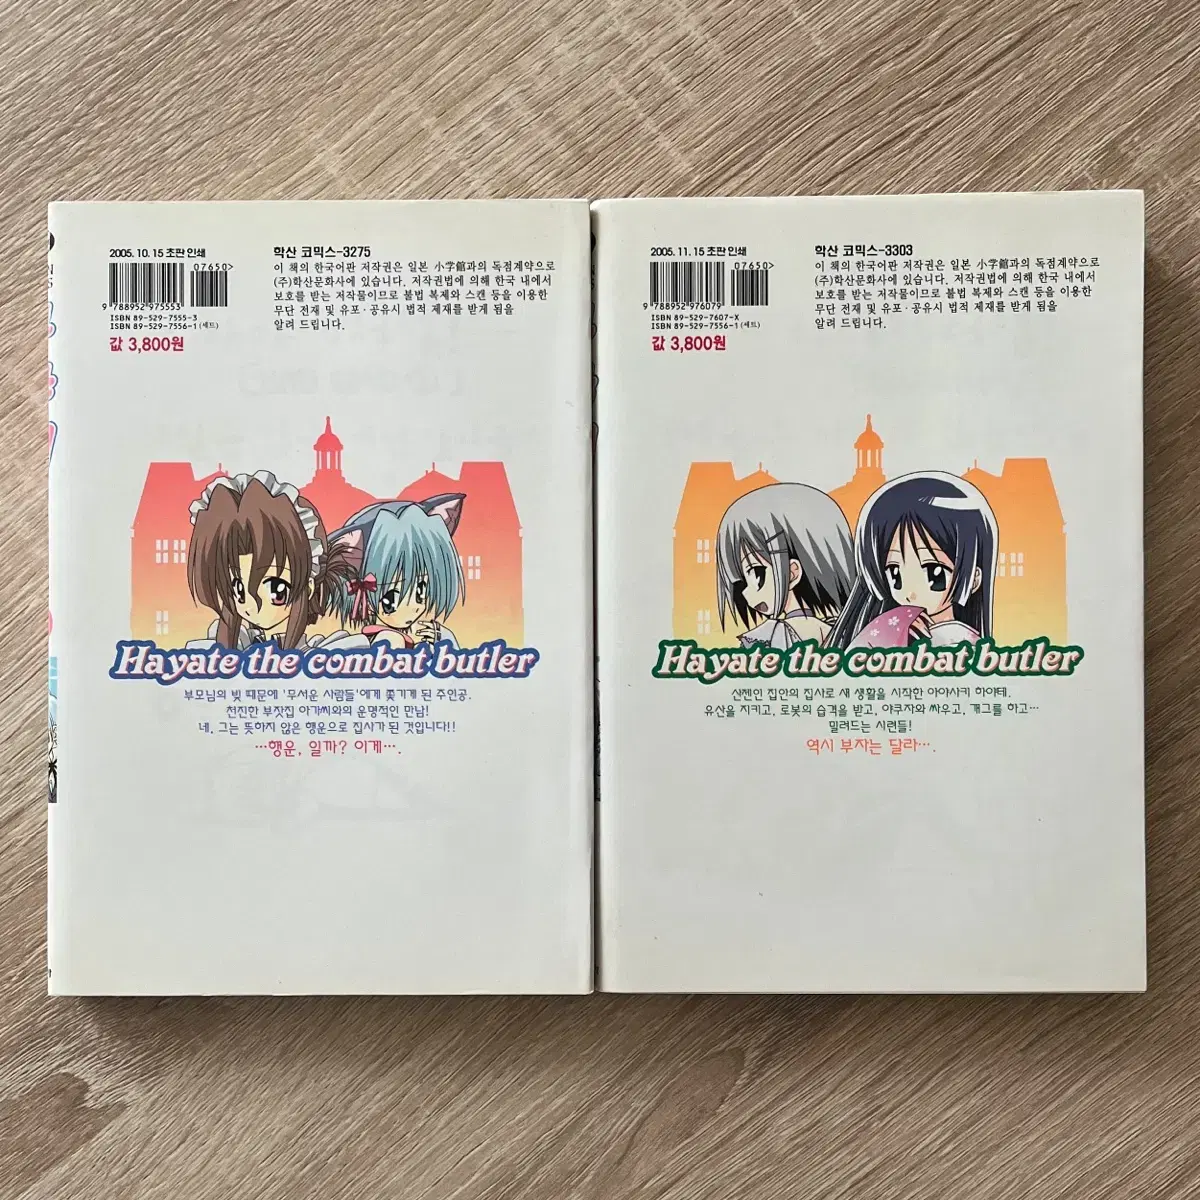 2005. 10. 15 초판 인쇄
07650>
9 788952 975553
ISBN 89-529-7555-3
ISBN 89-529-7556-1 (세트)
값 3,800원
학산 코믹스-3275
이 책의 한국어판 저작권은 일본 小学館과의 독점계약으로
(주)학산문화사에 있습니다. 저작권법에 의해 한국 내에서
보호를 받는 저작물이므로 불법 복제와 스캔 등을 이용한
무단 전재 및 유포·공유시 법적 제재를 받게 됨을
알려 드립니다.
Hayate the combat butler
부모님의 빚 때문에 '무서운 사람들'에게 쫓기게 된 주인공.
천진한 부잣집 아가씨와의 운명적인 만남!
네, 그는 뜻하지 않은 행운으로 집사가 된 것입니다!!
…행운, 일까? 이게….
2005. 11. 15 초판 인쇄
07650>
9 788952 976079
ISBN 89-529-7607-X
ISBN 89-529-7556-1 (세트)
값 3,800원
학산 코믹스-3303
이 책의 한국어판 저작권은 일본 小学館과의 독점계약으로
(주)학산문화사에 있습니다. 저작권법에 의해 한국 내에서
보호를 받는 저작물이므로 불법 복제와 스캔 등을 이용한
무단 전재 및 유포·공유시 법적 제재를 받게 됨을
알려 드립니다.
Hayate the combat butler
산젠인 집안의 집사로 새 생활을 시작한 아야사키 하야테.
유산을 지키고, 로봇의 습격을 받고, 야쿠자와 싸우고, 개그를 하고…
밀려드는 시련들!
역시 부자는 달라….